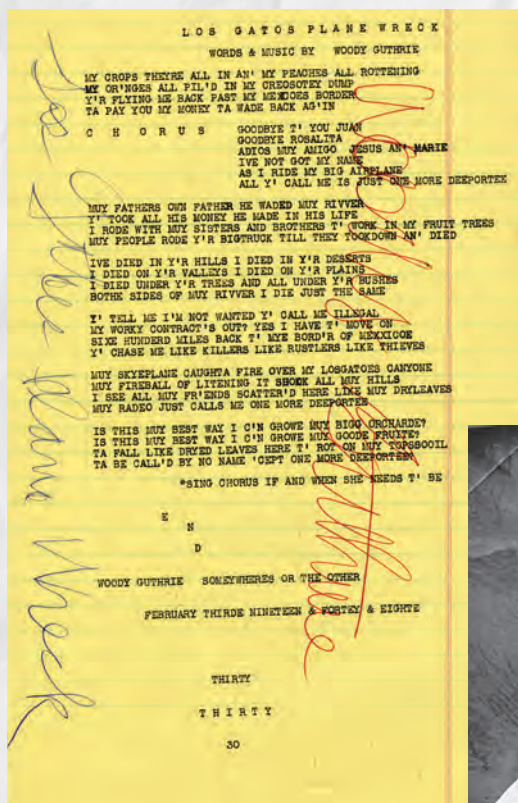 LOS GATOS PLANE WRECK
WORDS & MUSIC BY WOODY GUTHRIE
MY CROPS THEYRE ALL IN AN' MY PEACHES ALL ROTTENING
MY OR'NGES ALL PIL'D IN MY CREOSOTEY DUMP
Y'R FLYING ME BACK PAST MY MEXICOES BORDER
TA PAY YOU MY MONEY TA WADE BACK AG'IN
CHORUS
GOODBYE T' YOU JUAN
GOODBYE ROSALITA
ADIOS MUY AMIGO JESUS AN' MARIE
IVE NOT GOT MY NAME
AS I RIDE MY BIG AIRPLANE
ALL Y' CALL ME IS JUST ONE MORE DEEPORTEE
MUY FATHERS OWN FATHER HE WADED MUY RIVVER
Y' TOOK ALL HIS MONEY HE MADE IN HIS LIFE
I RODE WITH MUY SISTERS AND BROTHERS T' WORK IN MY FRUIT TREES
MUY PEOPLE RODE Y'R BIGTRUCK TILL THEY TOOKDOWN AN' DIED
IVE DIED IN Y'R HILLS I DIED IN Y'R DESERTS
I DIED ON Y'R VALLEYS I DIED ON Y'R PLAINS
I DIED UNDER Y'R TREES AND ALL UNDER Y'R BUSHES
BOTHE SIDES OF MUY RIVVER I DIE JUST THE SAME
Y' TELL ME I'M NOT WANTED Y' CALL ME ILLEGAL
MY WORKY CONTRACT'S OUT? YES I HAVE T' MOVE ON
SIXE HUNDERD MILES BACK T' MYE BORD'R OF MEXXICOE
Y' CHASE ME LIKE KILLERS LIKE RUSTLERS LIKE THIEVES
MUY SKYEPLANE CAUGHTA FIRE OVER MY LOSGATOES CANYONE
MUY FIREBALL OF LITENING IT SHOOK ALL MUY HILLS
I SEE ALL MUY FR'ENDS SCATTER'D HERE LIKE MUY DRYLEAVES
MUY RADEO JUST CALLS ME ONE MORE DEEPORTEE
IS THIS MUY BEST WAY I C'N GROWE MUY BIGG ORCHARDE?
IS THIS MUY BEST WAY I C'N GROWE MUY GOODE FRUITE?
TA FALL LIKE DRYED LEAVES HERE T' ROT ON MUY TOPSSOOIL
TA BE CALL'D BY NO NAME 'CEPT ONE MORE DEEPORTEE
*SING CHORUS IF AND WHEN SHE NEEDS T' BE
E
N
D
WOODY GUTHRIE SOMEYWHERES OR THE OTHER
FEBRUARY THIRDE NINETEEN & FORTEY & EIGHTE
THIRTY
THIRTY
30
Los Gatoes Plane Wreck
Woody Guthrie